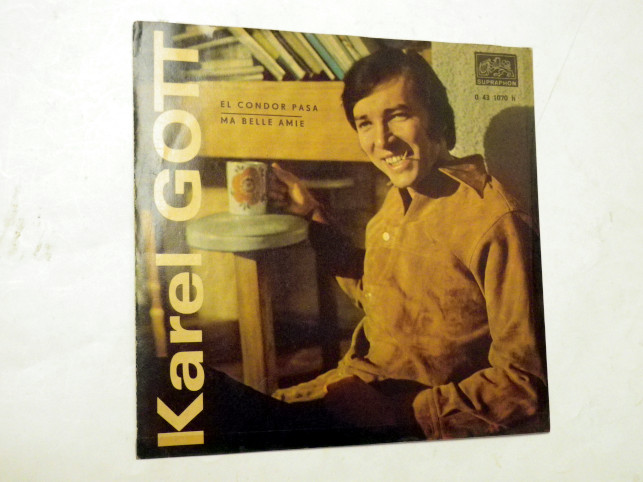 Karel GOTT
EL CONDOR PASA
MA BELLE AMIE
SUPRAPHON
0 43 1070 h